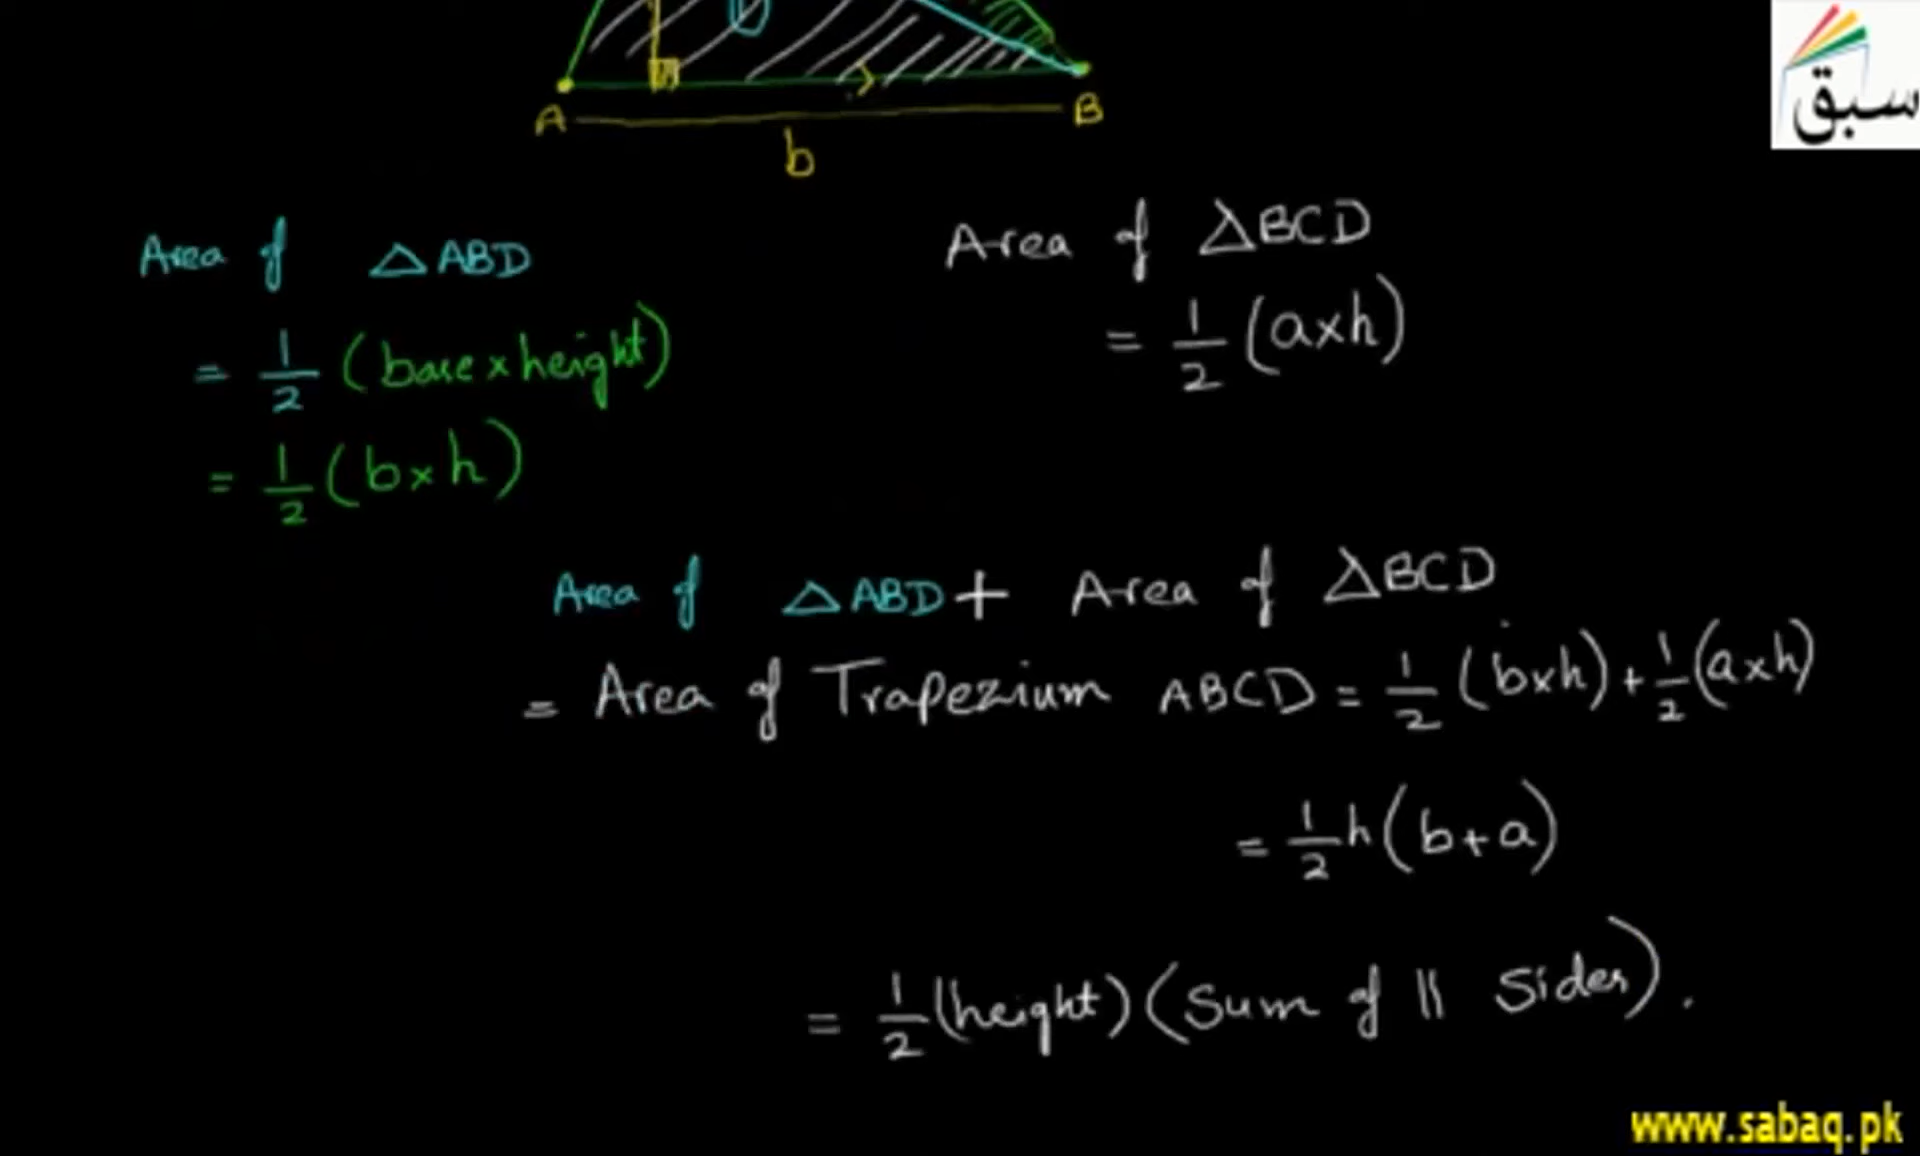 سبق
A B
b
Area of △ABD
= 1/2 (base × height)
= 1/2 (b×h)
Area of △BCD
= 1/2 (a×h)
Area of △ABD + Area of △BCD
= Area of Trapezium ABCD = 1/2 (b×h) + 1/2 (a×h)
= 1/2 h(b+a)
= 1/2 (height) (Sum of || Sides).
www.sabaq.pk